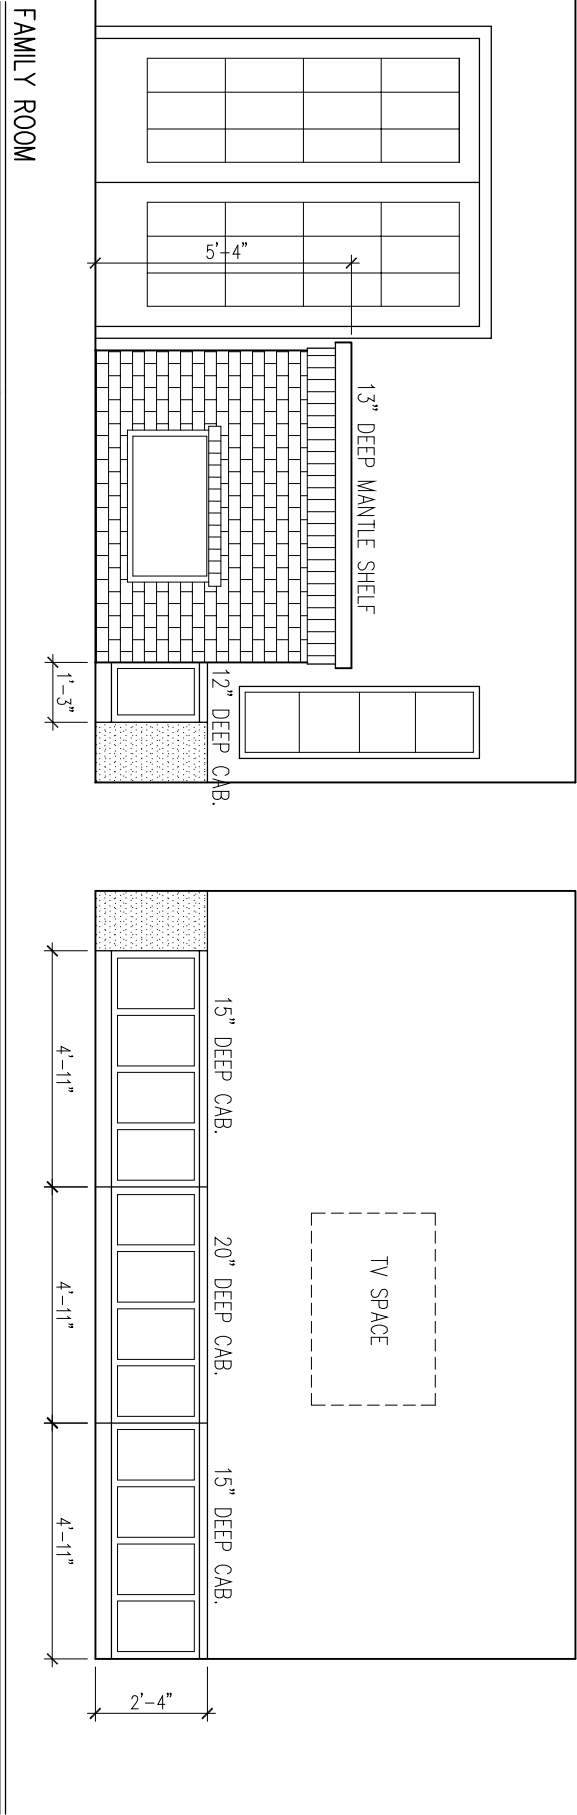 FAMILY ROOM
5'-4"
13" DEEP MANTLE SHELF
12" DEEP CAB.
1'-3"
15" DEEP CAB.
20" DEEP CAB.
15" DEEP CAB.
TV SPACE
4'-11"
4'-11"
4'-11"
2'-4"